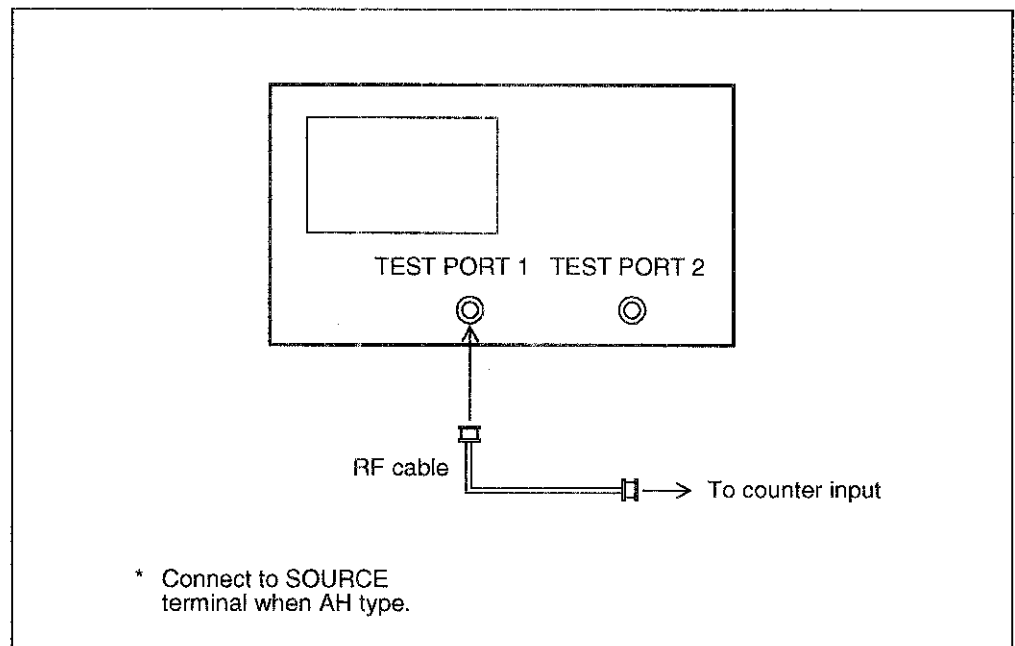 TEST PORT 1 TEST PORT 2
RF cable
To counter input
* Connect to SOURCE
terminal when AH type.